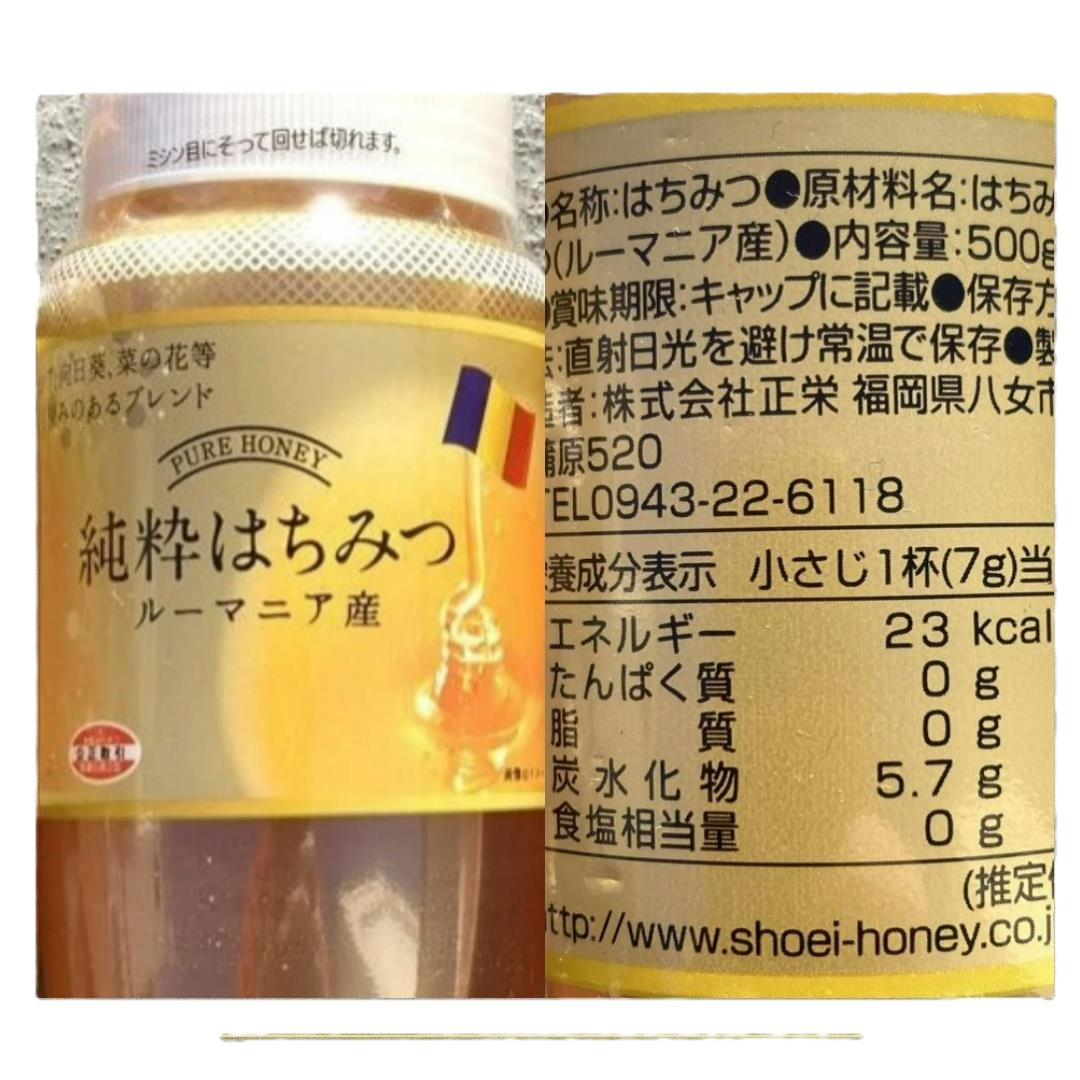 ミシン目にそって回せば切れます。
向日葵、菜の花等
みのあるブレンド
PURE HONEY
純粋はちみつ
ルーマニア産
公正取引
名称:はちみつ●原材料名:はちみ
(ルーマニア産)●内容量:500g
賞味期限:キャップに記載●保存方
法:直射日光を避け常温で保存●製
造者:株式会社正栄 福岡県八女市
蒲原520
TEL0943-22-6118
栄養成分表示 小さじ1杯(7g)当
エネルギー 23 kcal
たんぱく質 0 g
脂 質 0 g
炭水化物 5.7 g
食塩相当量 0 g
(推定
http://www.shoei-honey.co.j